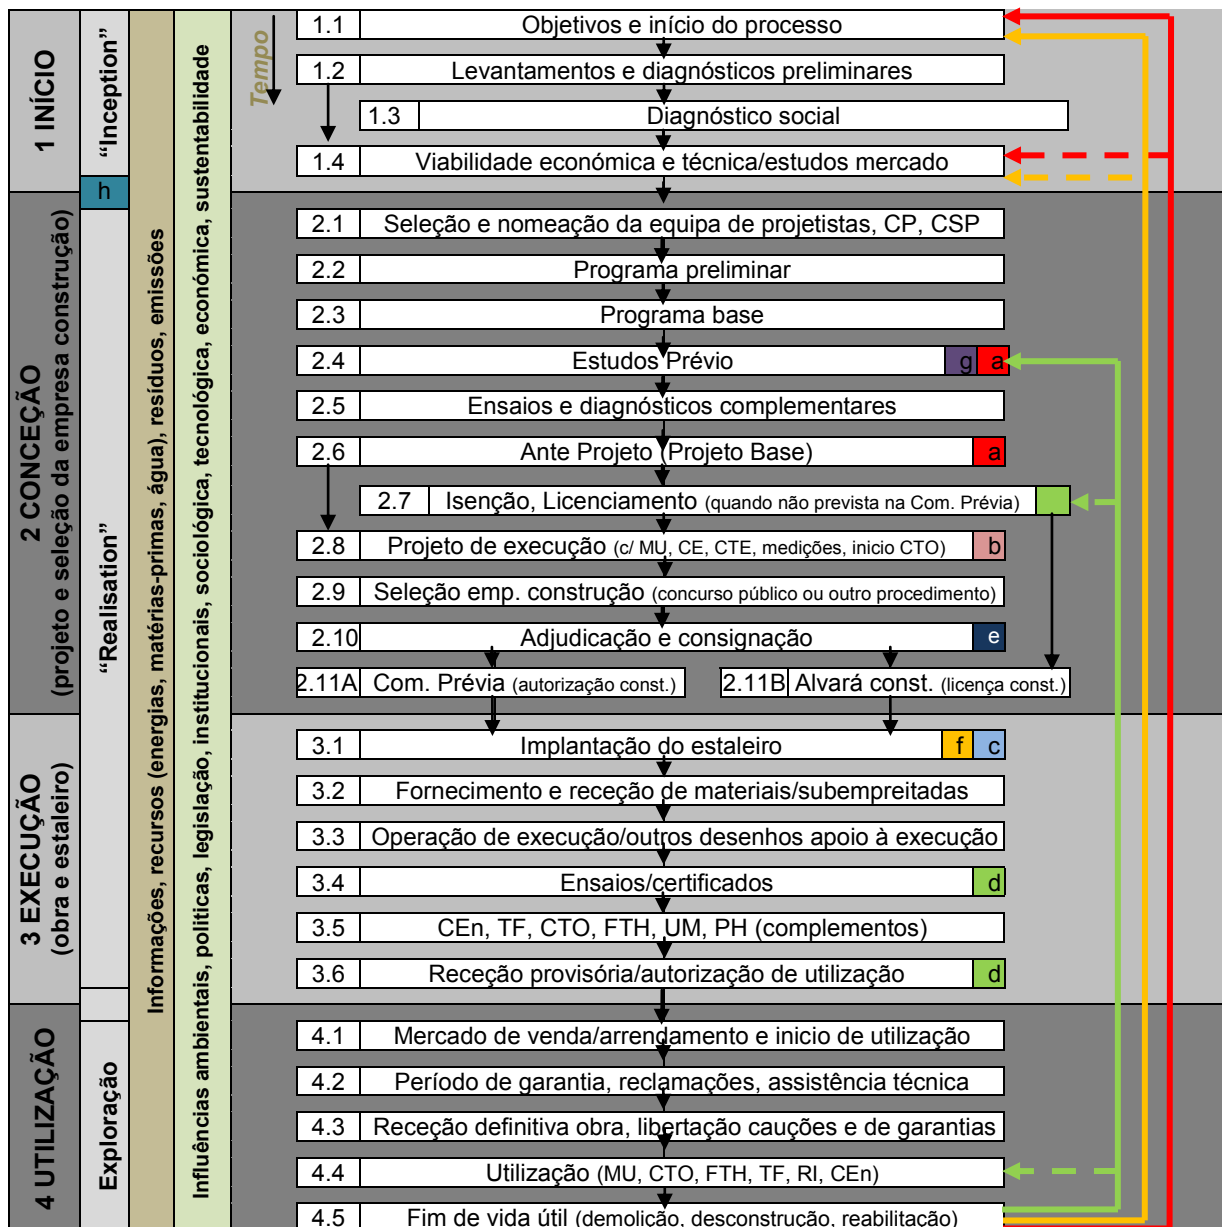 1 INÍCIO
“Inception”
h
2 CONCEÇÃO
(projeto e seleção da empresa construção)
“Realisation”
3 EXECUÇÃO
(obra e estaleiro)
4 UTILIZAÇÃO
Exploração
Informações, recursos (energias, matérias-primas, água), resíduos, emissões
Influências ambientais, politicas, legislação, institucionais, sociológica, tecnológica, económica, sustentabilidade
Tempo
1.1 Objetivos e início do processo
1.2 Levantamentos e diagnósticos preliminares
1.3 Diagnóstico social
1.4 Viabilidade económica e técnica/estudos mercado
2.1 Seleção e nomeação da equipa de projetistas, CP, CSP
2.2 Programa preliminar
2.3 Programa base
2.4 Estudos Prévio g a
2.5 Ensaios e diagnósticos complementares
2.6 Ante Projeto (Projeto Base) a
2.7 Isenção, Licenciamento (quando não prevista na Com. Prévia)
2.8 Projeto de execução (c/ MU, CE, CTE, medições, inicio CTO) b
2.9 Seleção emp. construção (concurso público ou outro procedimento)
2.10 Adjudicação e consignação e
2.11A Com. Prévia (autorização const.) 2.11B Alvará const. (licença const.)
3.1 Implantação do estaleiro f c
3.2 Fornecimento e receção de materiais/subempreitadas
3.3 Operação de execução/outros desenhos apoio à execução
3.4 Ensaios/certificados d
3.5 CEn, TF, CTO, FTH, UM, PH (complementos)
3.6 Receção provisória/autorização de utilização d
4.1 Mercado de venda/arrendamento e inicio de utilização
4.2 Período de garantia, reclamações, assistência técnica
4.3 Receção definitiva obra, libertação cauções e de garantias
4.4 Utilização (MU, CTO, FTH, TF, RI, CEn)
4.5 Fim de vida útil (demolição, desconstrução, reabilitação)